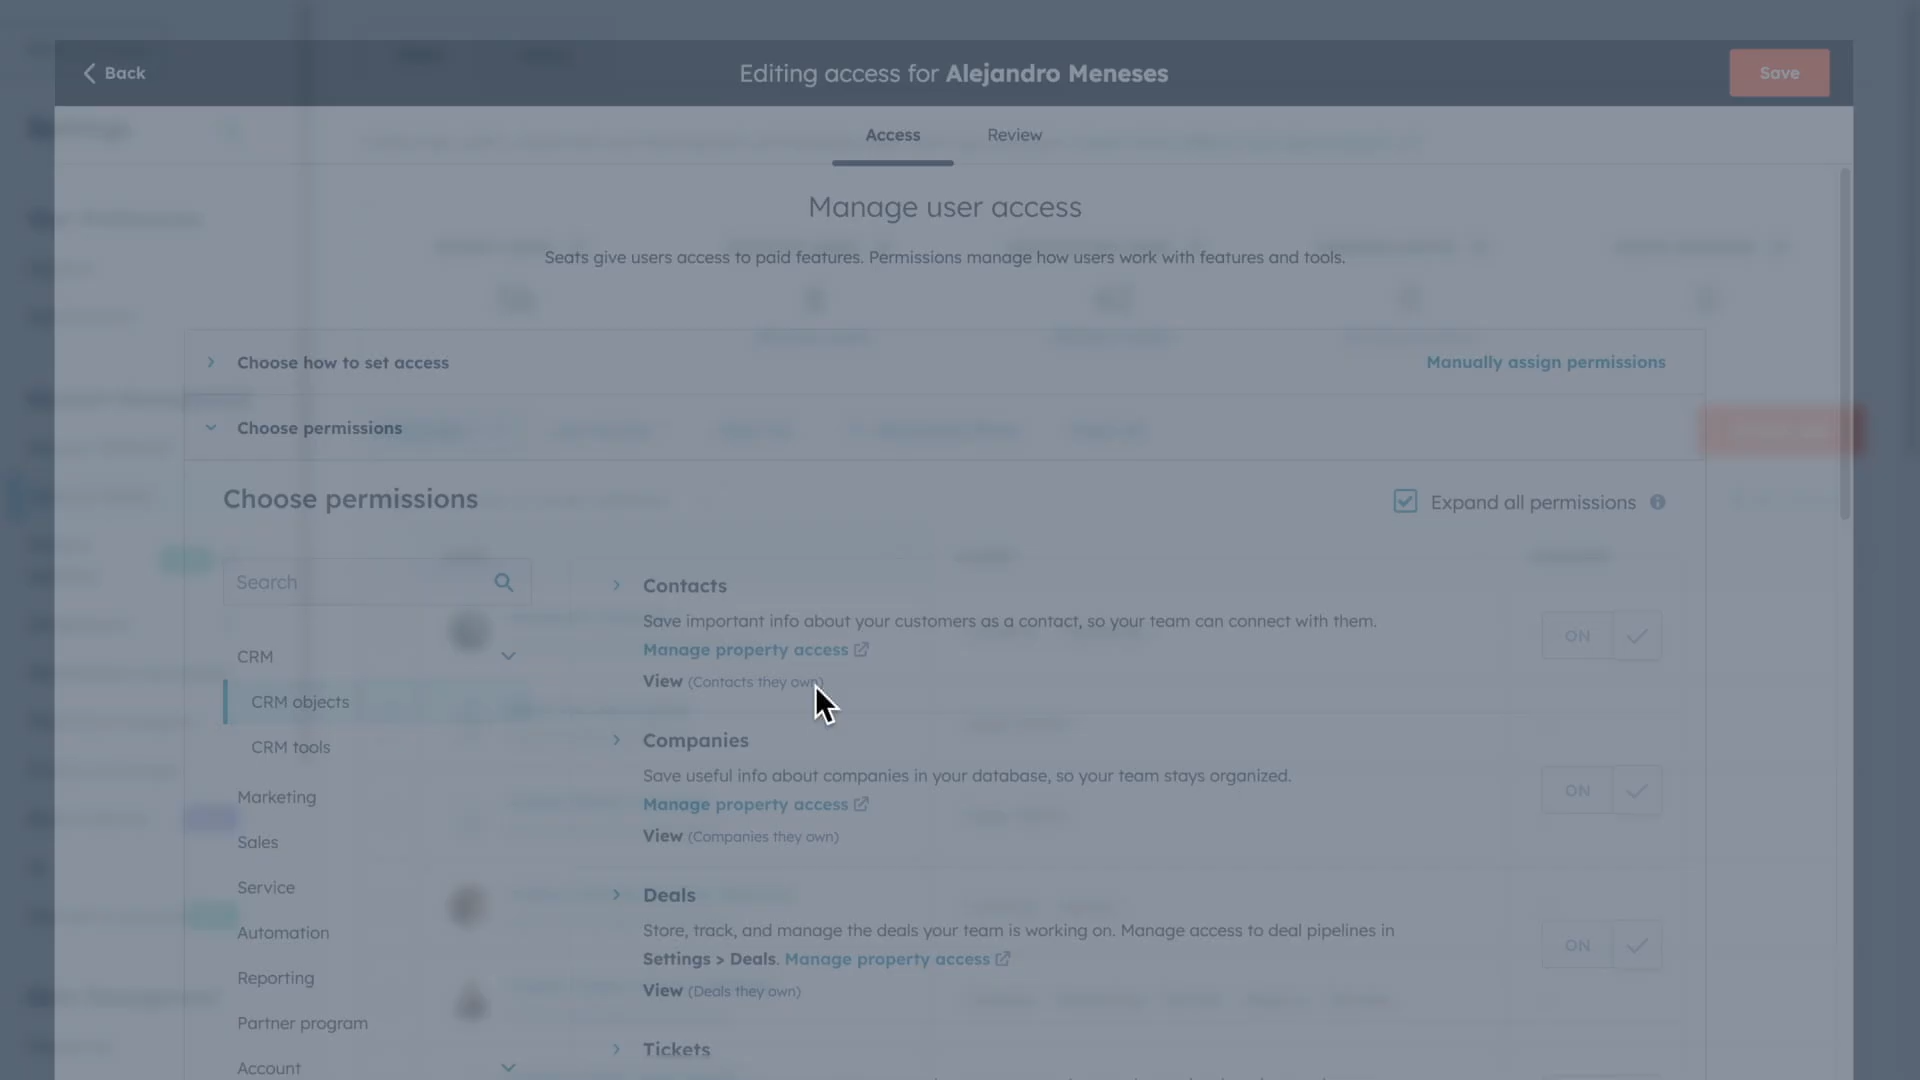 Back
Editing access for Alejandro Meneses
Save
Access
Review
Manage user access
Seats give users access to paid features. Permissions manage how users work with features and tools.
Choose how to set access
Manually assign permissions
Choose permissions
Choose permissions
Expand all permissions
Search
CRM
CRM objects
CRM tools
Marketing
Sales
Service
Automation
Reporting
Partner program
Account
Contacts
Save important info about your customers as a contact, so your team can connect with them.
Manage property access
View (Contacts they own)
ON
Companies
Save useful info about companies in your database, so your team stays organized.
Manage property access
View (Companies they own)
ON
Deals
Store, track, and manage the deals your team is working on. Manage access to deal pipelines in
Settings > Deals. Manage property access
View (Deals they own)
ON
Tickets